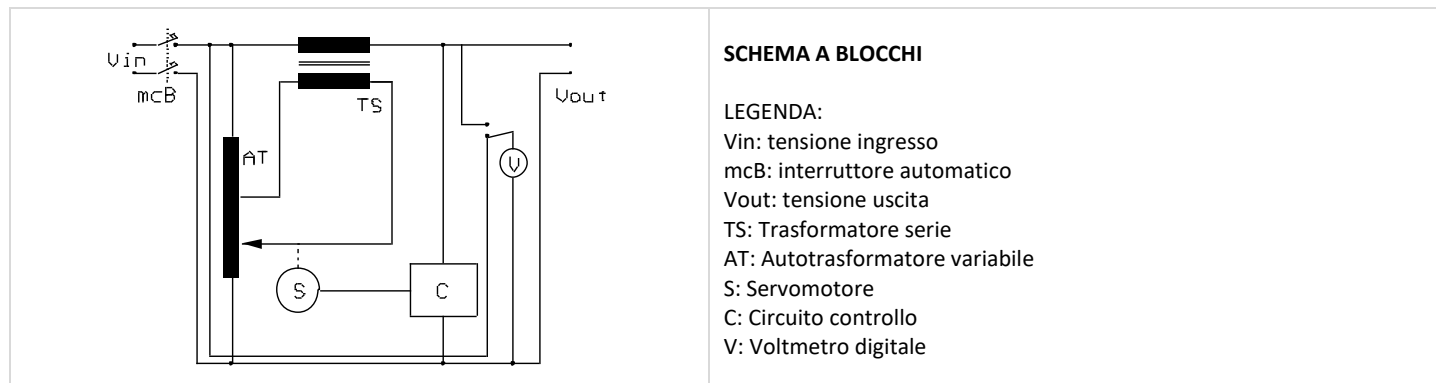 Vin
mcB
TS
Vout
AT
V
S
C
SCHEMA A BLOCCHI
LEGENDA:
Vin: tensione ingresso
mcB: interruttore automatico
Vout: tensione uscita
TS: Trasformatore serie
AT: Autotrasformatore variabile
S: Servomotore
C: Circuito controllo
V: Voltmetro digitale